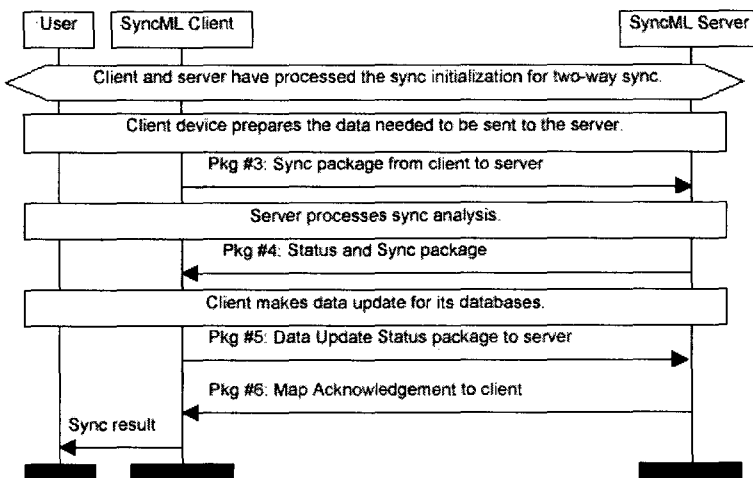 User
SyncML Client
SyncML Server
Client and server have processed the sync initialization for two-way sync.
Client device prepares the data needed to be sent to the server.
Pkg #3: Sync package from client to server
Server processes sync analysis.
Pkg #4: Status and Sync package
Client makes data update for its databases.
Pkg #5: Data Update Status package to server
Pkg #6: Map Acknowledgement to client
Sync result